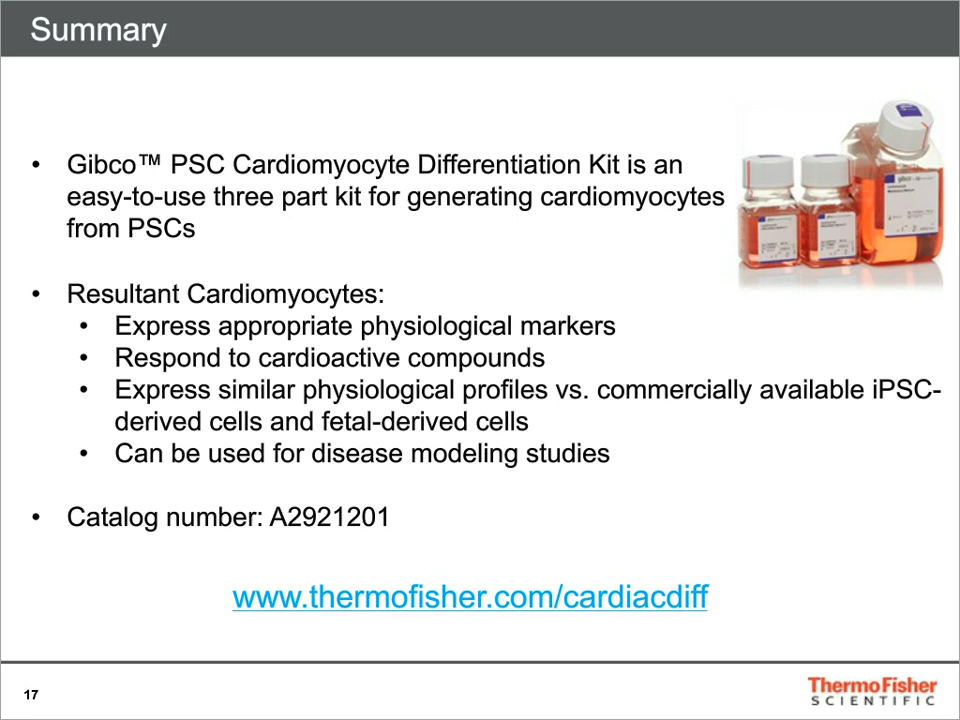 Summary
• Gibco™ PSC Cardiomyocyte Differentiation Kit is an
easy-to-use three part kit for generating cardiomyocytes
from PSCs
• Resultant Cardiomyocytes:
• Express appropriate physiological markers
• Respond to cardioactive compounds
• Express similar physiological profiles vs. commercially available iPSC-
derived cells and fetal-derived cells
• Can be used for disease modeling studies
• Catalog number: A2921201
www.thermofisher.com/cardiacdiff
17
ThermoFisher
SCIENTIFIC
gibco